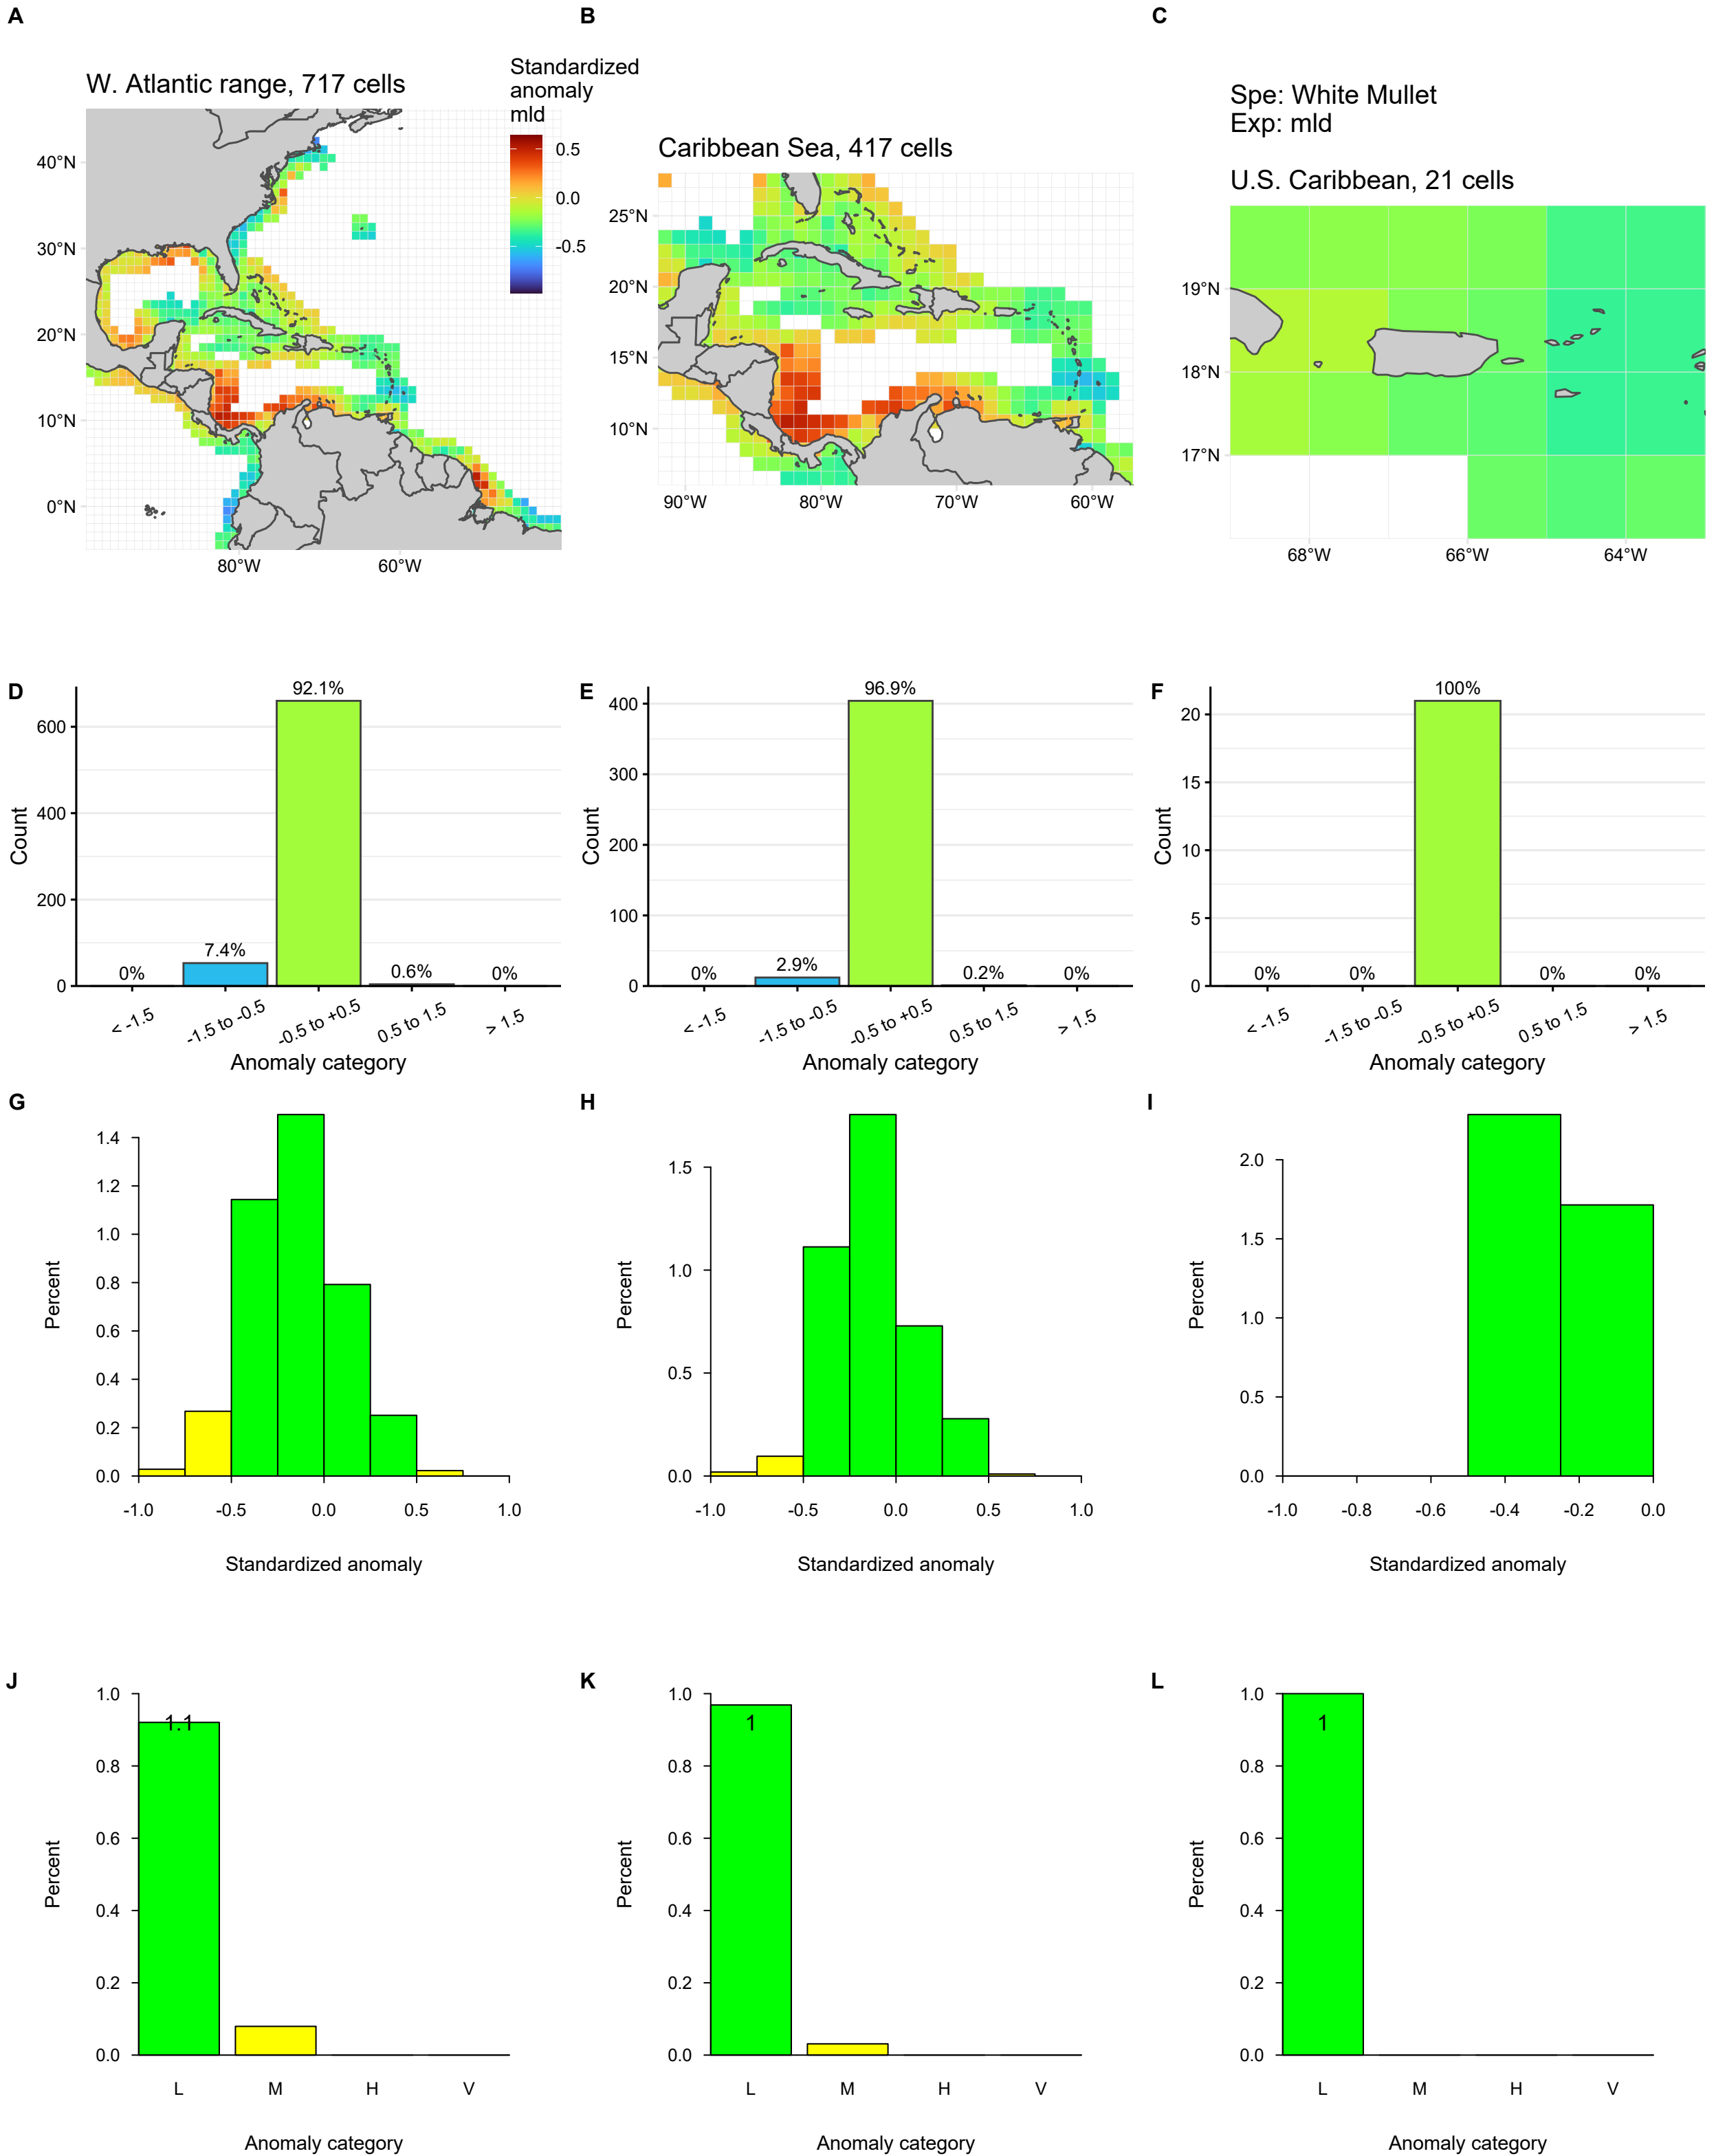 A
B
C
W. Atlantic range, 717 cells
Standardized
anomaly
mld
0.5
0.0
-0.5
40°N
30°N
20°N
10°N
0°N
80°W
60°W
Caribbean Sea, 417 cells
25°N
20°N
15°N
10°N
90°W
80°W
70°W
60°W
Spe: White Mullet
Exp: mld
U.S. Caribbean, 21 cells
19°N
18°N
17°N
68°W
66°W
64°W
D
Count
600
400
200
0
0%
7.4%
92.1%
0.6%
0%
< -1.5
-1.5 to -0.5
-0.5 to +0.5
0.5 to 1.5
> 1.5
Anomaly category
E
Count
400
300
200
100
0
0%
2.9%
96.9%
0.2%
0%
< -1.5
-1.5 to -0.5
-0.5 to +0.5
0.5 to 1.5
> 1.5
Anomaly category
F
Count
20
15
10
5
0
0%
0%
100%
0%
0%
< -1.5
-1.5 to -0.5
-0.5 to +0.5
0.5 to 1.5
> 1.5
Anomaly category
G
Percent
1.4
1.2
1.0
0.8
0.6
0.4
0.2
0.0
-1.0
-0.5
0.0
0.5
1.0
Standardized anomaly
H
Percent
1.5
1.0
0.5
0.0
-1.0
-0.5
0.0
0.5
1.0
Standardized anomaly
I
Percent
2.0
1.5
1.0
0.5
0.0
-1.0
-0.8
-0.6
-0.4
-0.2
0.0
Standardized anomaly
J
Percent
1.0
0.8
0.6
0.4
0.2
0.0
1.1
L
M
H
V
Anomaly category
K
Percent
1.0
0.8
0.6
0.4
0.2
0.0
1
L
M
H
V
Anomaly category
L
Percent
1.0
0.8
0.6
0.4
0.2
0.0
1
L
M
H
V
Anomaly category